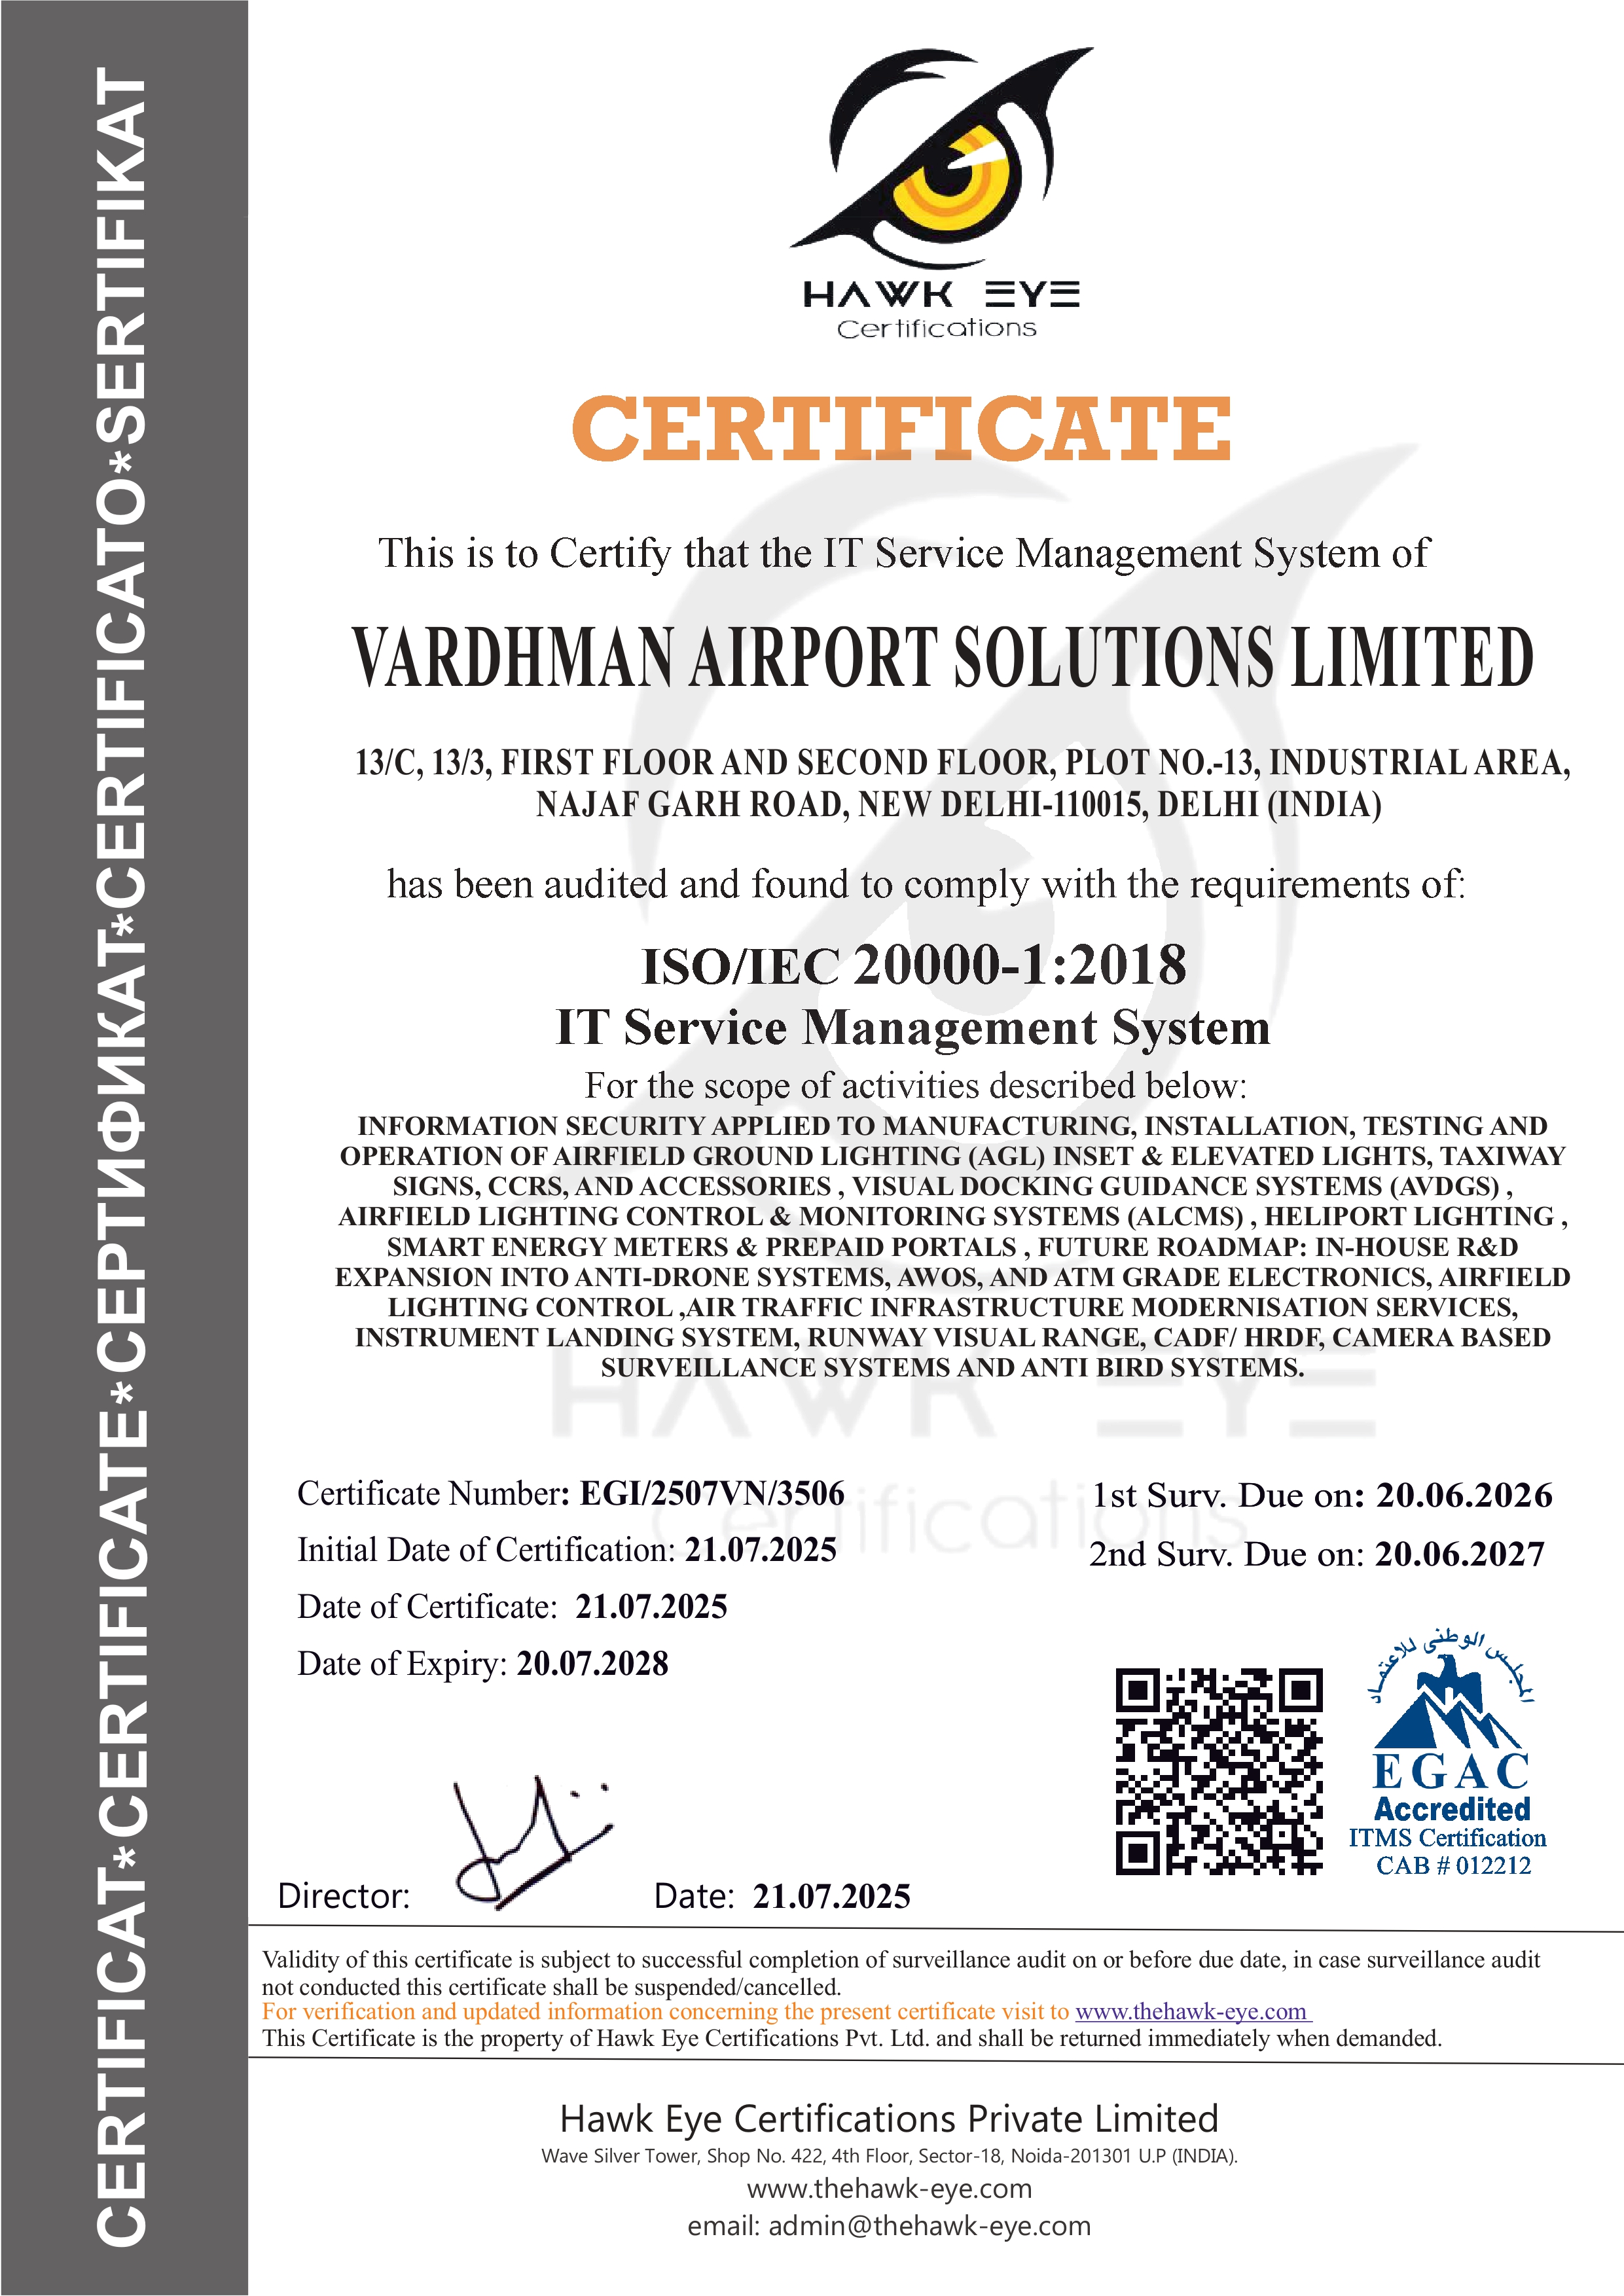 CERTIFICAT*CERTIFICATE*СЕРТИФИКАТ*CERTIFICATO*SERTIFIKAT
HAWK EYE
Certifications
CERTIFICATE
This is to Certify that the IT Service Management System of
VARDHMAN AIRPORT SOLUTIONS LIMITED
13/C, 13/3, FIRST FLOOR AND SECOND FLOOR, PLOT NO.-13, INDUSTRIAL AREA,
NAJAF GARH ROAD, NEW DELHI-110015, DELHI (INDIA)
has been audited and found to comply with the requirements of:
ISO/IEC 20000-1:2018
IT Service Management System
For the scope of activities described below:
INFORMATION SECURITY APPLIED TO MANUFACTURING, INSTALLATION, TESTING AND
OPERATION OF AIRFIELD GROUND LIGHTING (AGL) INSET & ELEVATED LIGHTS, TAXIWAY
SIGNS, CCRS, AND ACCESSORIES , VISUAL DOCKING GUIDANCE SYSTEMS (AVDGS) ,
AIRFIELD LIGHTING CONTROL & MONITORING SYSTEMS (ALCMS) , HELIPORT LIGHTING ,
SMART ENERGY METERS & PREPAID PORTALS , FUTURE ROADMAP: IN-HOUSE R&D
EXPANSION INTO ANTI-DRONE SYSTEMS, AWOS, AND ATM GRADE ELECTRONICS, AIRFIELD
LIGHTING CONTROL ,AIR TRAFFIC INFRASTRUCTURE MODERNISATION SERVICES,
INSTRUMENT LANDING SYSTEM, RUNWAY VISUAL RANGE, CADF/ HRDF, CAMERA BASED
SURVEILLANCE SYSTEMS AND ANTI BIRD SYSTEMS.
HAWK EYE
Certifications
Certificate Number: EGI/2507VN/3506
Initial Date of Certification: 21.07.2025
Date of Certificate: 21.07.2025
Date of Expiry: 20.07.2028
1st Surv. Due on: 20.06.2026
2nd Surv. Due on: 20.06.2027
المجلس الوطنى للاعتماد
EGAC
Accredited
ITMS Certification
CAB # 012212
Director:
Date: 21.07.2025
Validity of this certificate is subject to successful completion of surveillance audit on or before due date, in case surveillance audit
not conducted this certificate shall be suspended/cancelled.
For verification and updated information concerning the present certificate visit to www.thehawk-eye.com
This Certificate is the property of Hawk Eye Certifications Pvt. Ltd. and shall be returned immediately when demanded.
Hawk Eye Certifications Private Limited
Wave Silver Tower, Shop No. 422, 4th Floor, Sector-18, Noida-201301 U.P (INDIA).
www.thehawk-eye.com
email: admin@thehawk-eye.com